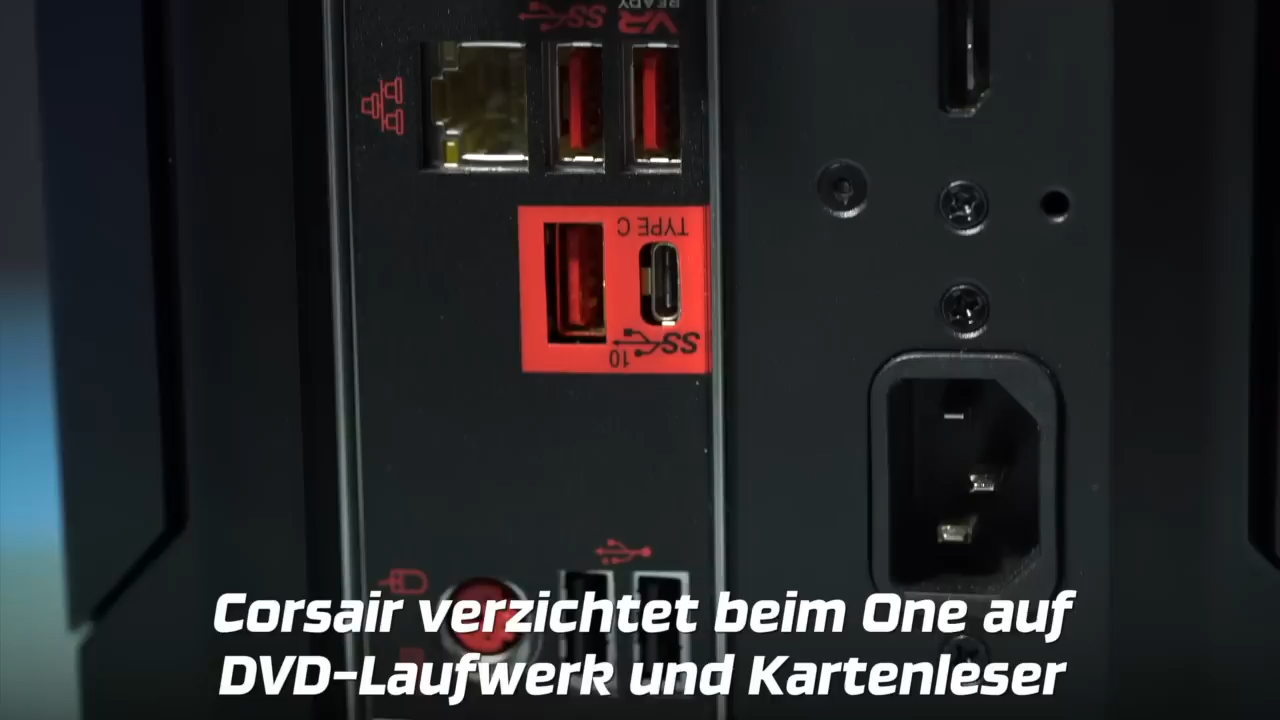 SS
VR
READY
TYPE C
SS
10
Corsair verzichtet beim One auf
DVD-Laufwerk und Kartenleser